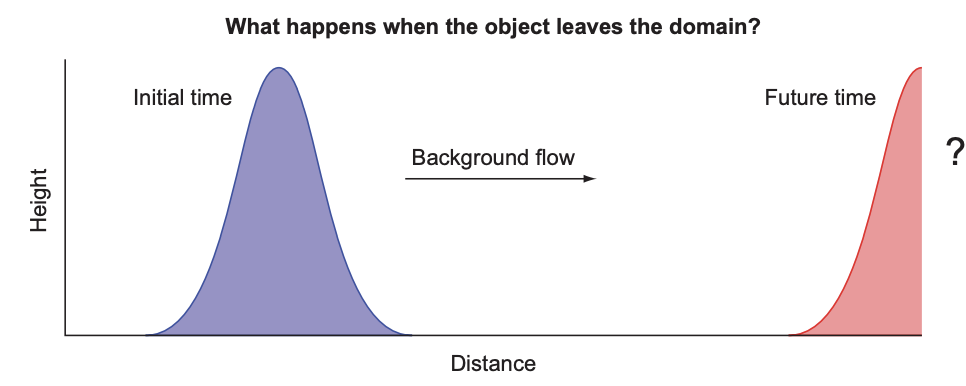 What happens when the object leaves the domain?
Initial time
Future time
Background flow
?
Height
Distance